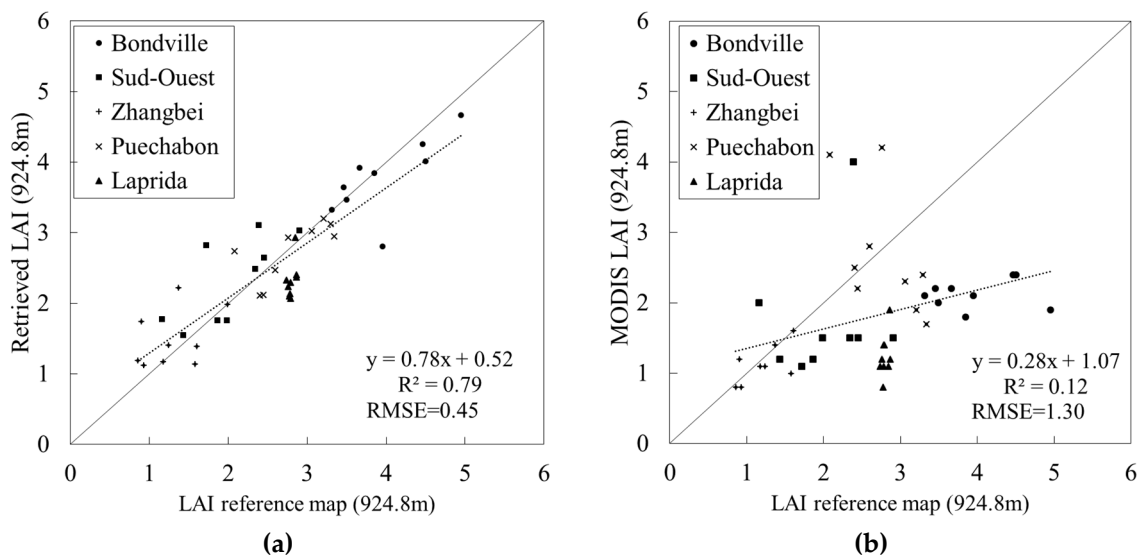 6
5
4
3
2
1
0
Retrieved LAI (924.8m)
Bondville
Sud-Ouest
Zhangbei
Puechabon
Laprida
y = 0.78x + 0.52
R² = 0.79
RMSE=0.45
0 1 2 3 4 5 6
LAI reference map (924.8m)
(a)
6
5
4
3
2
1
0
MODIS LAI (924.8m)
Bondville
Sud-Ouest
Zhangbei
Puechabon
Laprida
y = 0.28x + 1.07
R² = 0.12
RMSE=1.30
0 1 2 3 4 5 6
LAI reference map (924.8m)
(b)